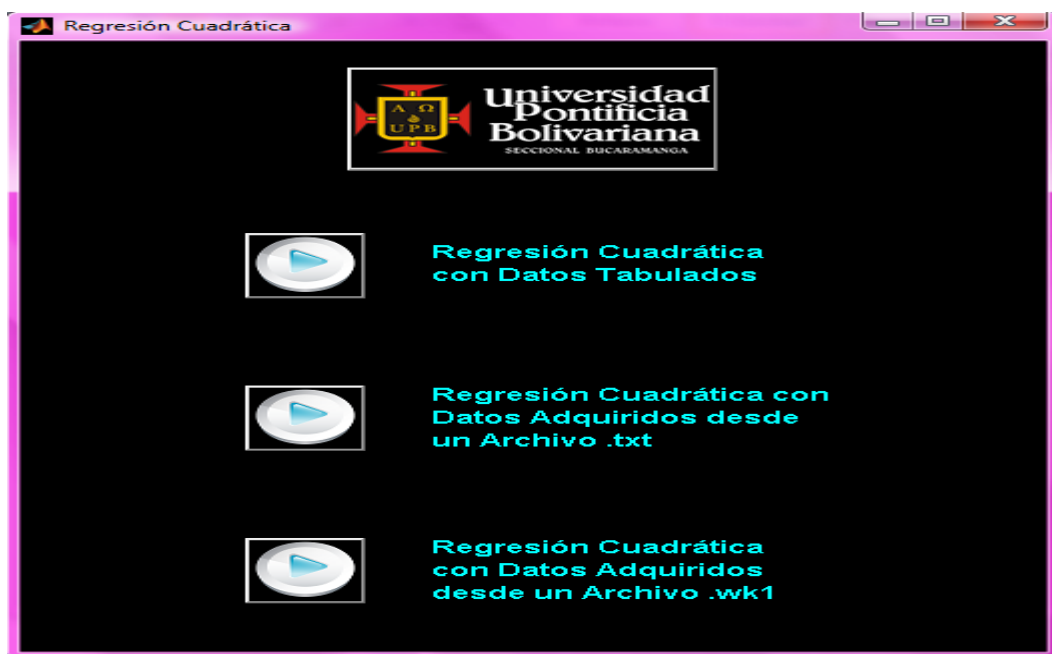 Regresión Cuadrática
Universidad
Pontificia
Bolivariana
SECCIONAL BUCARAMANGA
Α Ω
UPB
Regresión Cuadrática
con Datos Tabulados
Regresión Cuadrática con
Datos Adquiridos desde
un Archivo .txt
Regresión Cuadrática
con Datos Adquiridos
desde un Archivo .wk1